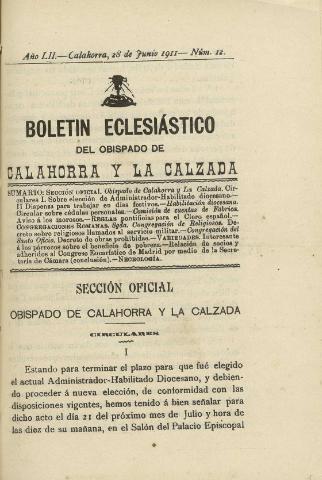 Año LII.—Calahorra, 28 de Junio 1911—Núm. 12.
BOLETIN ECLESIÁSTICO
DEL OBISPADO DE
CALAHORRA Y LA CALZADA
SUMARIO: SECCIÓN OFICIAL. Obispado de Calahorra y La Calzada. Cir-
culares I. Sobre elección de Administrador-Habilitado diocesano.—
II Dispensa para trabajar en días festivos.—Habilitación diocesana.
Circular sobre cédulas personales.—Comisión de cuentas de Fábrica.
Aviso á los morosos.—REGLAS pontificias para el Clero español.—
CONGREGACIONES ROMANAS. Sgda. Congregación de Religiosos. De-
creto sobre religiosos llamados al servicio militar.—Congregación del
Santo Oficio. Decreto de obras prohibidas.—VARIEDADES. Interesante
á los párrocos sobre el beneficio de pobreza.—Relación de socios y
adheridos al Congreso Eucarístico de Madrid por medio de la Secre-
taría de Cámara (conclusión).—NECROLOGÍA.
SECCIÓN OFICIAL
OBISPADO DE CALAHORRA Y LA CALZADA
CIRCULARES
I
Estando para terminar el plazo para que fué elegido
el actual Administrador-Habilitado Diocesano, y debien-
do proceder á nueva elección, de conformidad con las
disposiciones vigentes, hemos tenido á bien señalar para
dicho acto el día 21 del próximo mes de Julio y hora de
las diez de su mañana, en el Salón del Palacio Episcopal